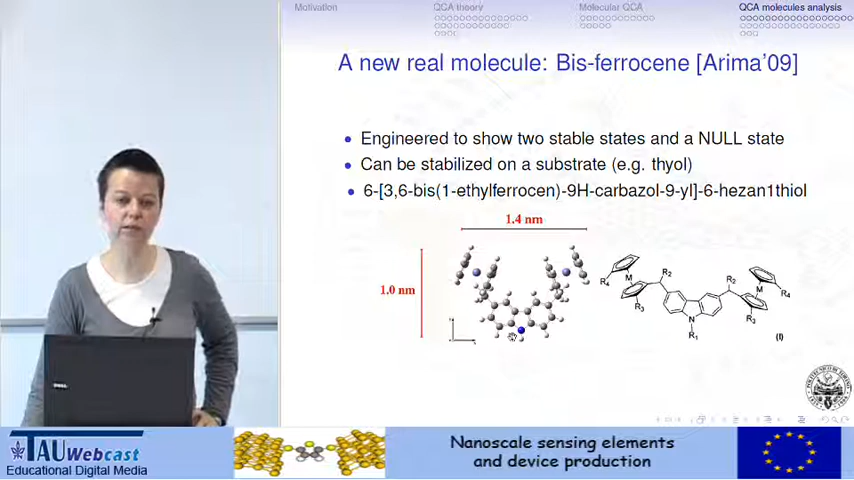 Motivation
QCA theory
Molecular QCA
QCA molecules analysis
A new real molecule: Bis-ferrocene [Arima'09]
Engineered to show two stable states and a NULL state
Can be stabilized on a substrate (e.g. thyol)
6-[3,6-bis(1-ethylferrocen)-9H-carbazol-9-yl]-6-hezan1thiol
1.4 nm
1.0 nm
R4
M
R2
R3
N
R1
R2
M
R4
R3
(I)
DELL
TAU Webcast
Educational Digital Media
Nanoscale sensing elements
and device production